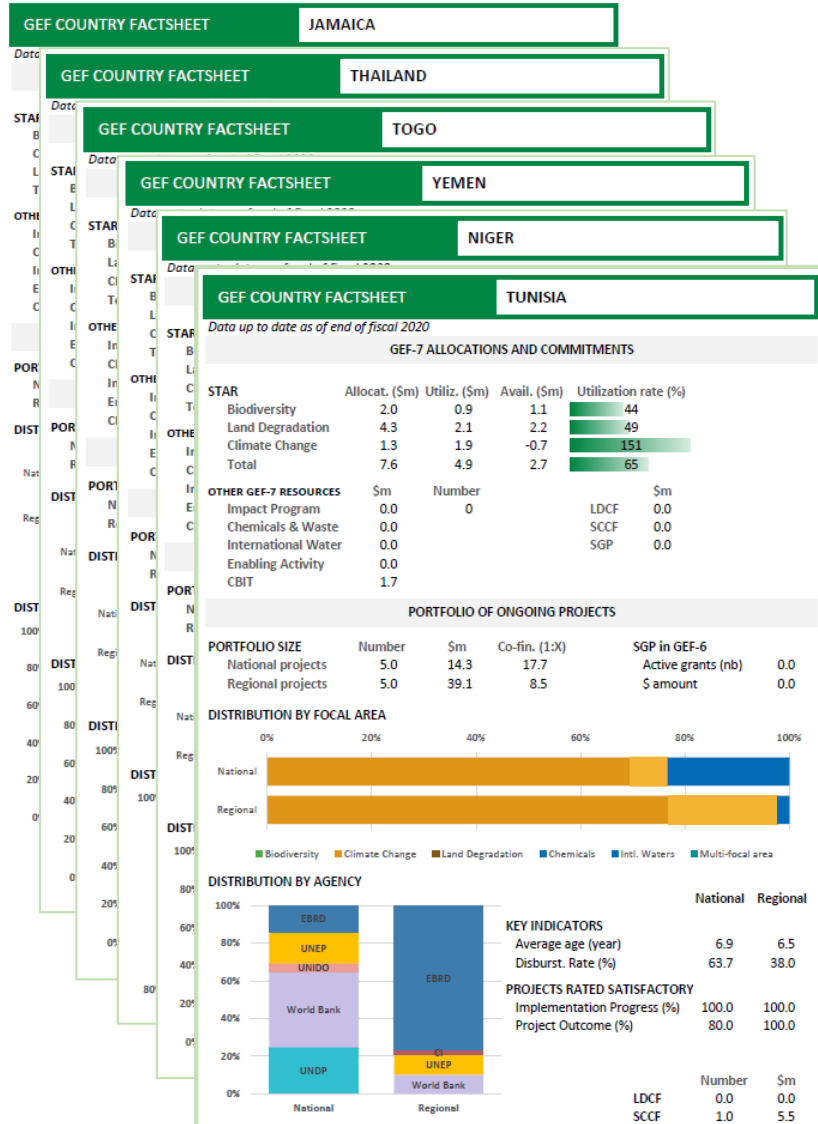 GEF COUNTRY FACTSHEET JAMAICA
Data
GEF COUNTRY FACTSHEET THAILAND
Data
GEF COUNTRY FACTSHEET TOGO
Data
GEF COUNTRY FACTSHEET YEMEN
Data
GEF COUNTRY FACTSHEET NIGER
Data
GEF COUNTRY FACTSHEET TUNISIA
Data up to date as of end of fiscal 2020
GEF-7 ALLOCATIONS AND COMMITMENTS
STAR Allocat. ($m) Utiliz. ($m) Avail. ($m) Utilization rate (%)
Biodiversity 2.0 0.9 1.1 44
Land Degradation 4.3 2.1 2.2 49
Climate Change 1.3 1.9 -0.7 151
Total 7.6 4.9 2.7 65
OTHER GEF-7 RESOURCES $m Number $m
Impact Program 0.0 0 LDCF 0.0
Chemicals & Waste 0.0 SCCF 0.0
International Water 0.0 SGP 0.0
Enabling Activity 0.0
CBIT 1.7
PORTFOLIO OF ONGOING PROJECTS
PORTFOLIO SIZE Number $m Co-fin. (1:X) SGP in GEF-6
National projects 5.0 14.3 17.7 Active grants (nb) 0.0
Regional projects 5.0 39.1 8.5 $ amount 0.0
DISTRIBUTION BY FOCAL AREA
0% 20% 40% 60% 80% 100%
National
Regional
Biodiversity Climate Change Land Degradation Chemicals Intl. Waters Multi-focal area
DISTRIBUTION BY AGENCY
National Regional
100% EBRD
KEY INDICATORS
80% UNEP Average age (year) 6.9 6.5
UNIDO EBRD Disburst. Rate (%) 63.7 38.0
60% PROJECTS RATED SATISFACTORY
World Bank Implementation Progress (%) 100.0 100.0
40% Project Outcome (%) 80.0 100.0
20% UNDP CI
UNEP
World Bank Number $m
0% LDCF 0.0 0.0
National Regional SCCF 1.0 5.5